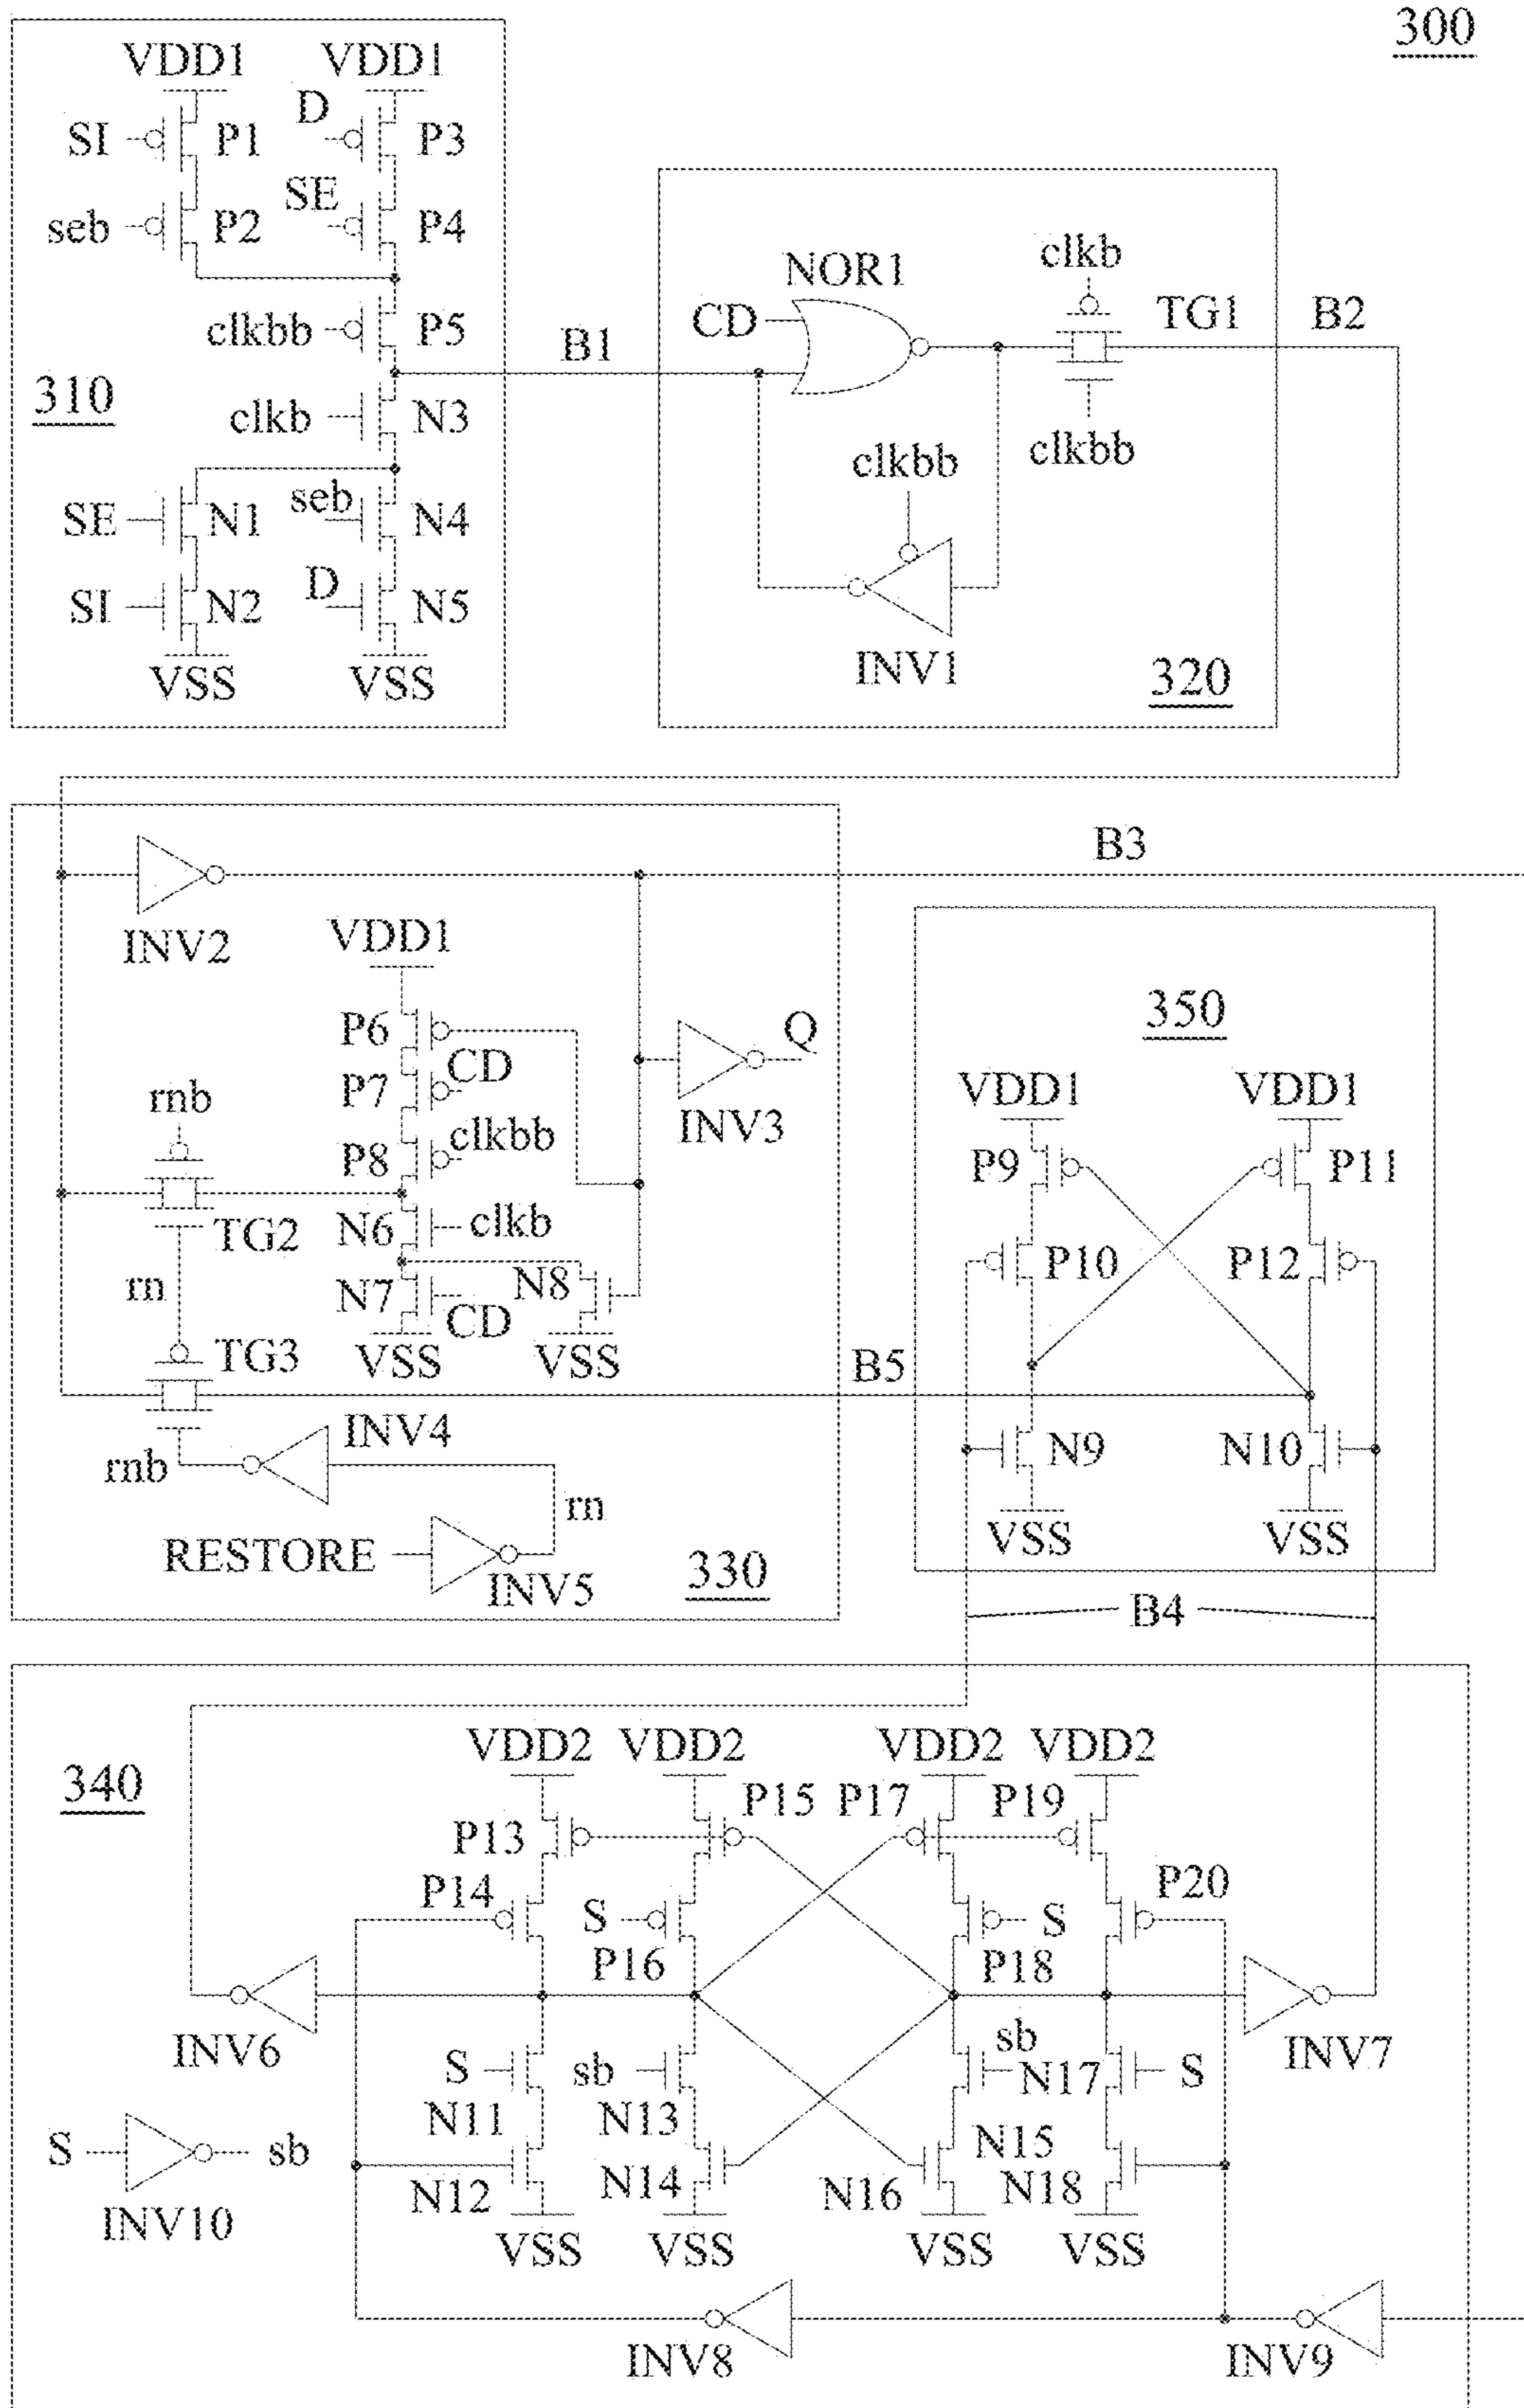 300
VDD1 VDD1
D
SI P1 P3
SE
seb P2 P4
clkbb P5
310
clkb N3
seb
SE N1 N4
D
SI N2 N5
VSS VSS
B1
NOR1
CD
clkb
TG1
B2
clkbb
clkbb
INV1
320
B3
INV2
VDD1
P6
CD
P7
clkbb
P8
rnb
TG2
N6 clkb
N7 N8
CD
VSS VSS
rn
TG3
INV3
Q
B5
INV4
rnb
rn
RESTORE
INV5
330
350
VDD1 VDD1
P9 P11
P10 P12
N9 N10
VSS VSS
B4
340
VDD2 VDD2 VDD2 VDD2
P15 P17 P19
P13
P14 P20
S S
P16 P18
INV6 INV7
sb
S sb N17 S
N11 N13
N15
N12 N14 N16 N18
VSS VSS VSS VSS
S sb
INV10
INV8 INV9